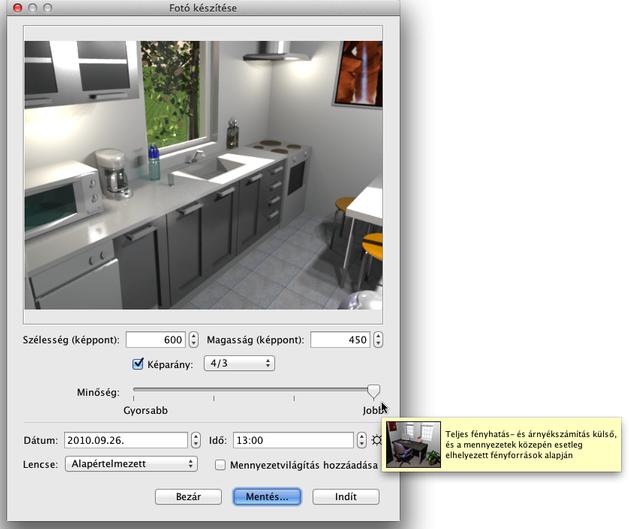 Fotó készítése
Szélesség (képpont): 600 Magasság (képpont): 450
Képarány: 4/3
Minőség:
Gyorsabb Jobb
Teljes fényhatás- és árnyékszámítás külső,
és a mennyezetek közepén esetleg
elhelyezett fényforrások alapján
Dátum: 2010.09.26. Idő: 13:00
Lencse: Alapértelmezett Mennyezetvilágítás hozzáadása
Bezár Mentés... Indít